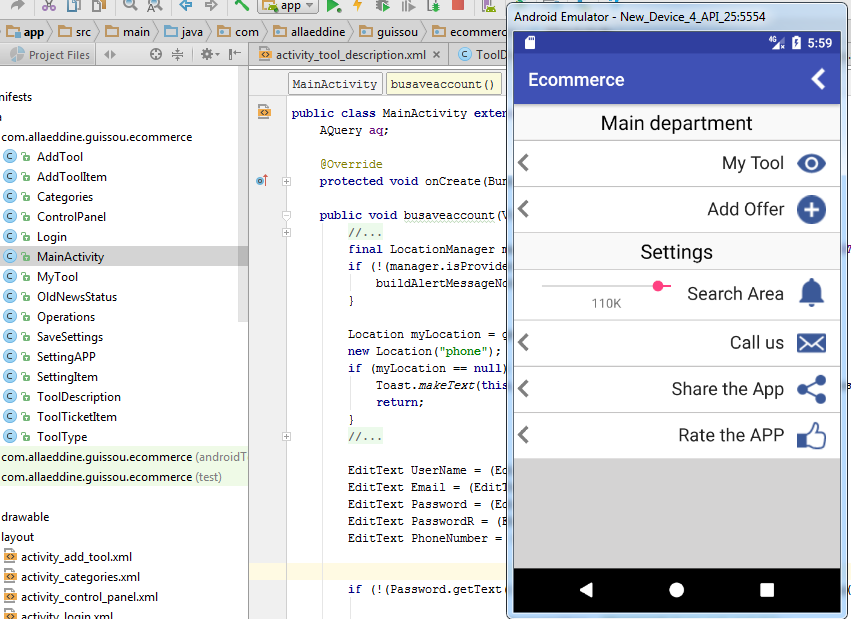 app
app
src
main
java
com
allaeddine
guissou
ecommerce
Project Files
activity_tool_description.xml
ToolD
MainActivity
busaveaccount()
nifests
com.allaeddine.guissou.ecommerce
AddTool
AddToolItem
Categories
ControlPanel
Login
MainActivity
MyTool
OldNewsStatus
Operations
SaveSettings
SettingAPP
SettingItem
ToolDescription
ToolTicketItem
ToolType
com.allaeddine.guissou.ecommerce (androidT
com.allaeddine.guissou.ecommerce (test)
drawable
layout
activity_add_tool.xml
activity_categories.xml
activity_control_panel.xml
activity_login.xml
public class MainActivity exten
AQuery aq;
@Override
protected void onCreate(Bun
public void busaveaccount(V
//...
final LocationManager m
if (!(manager.isProvide
buildAlertMessageNo
}
Location myLocation = g
new Location("phone");
if (myLocation == null)
Toast.makeText(this
return;
}
//...
EditText UserName = (Ed
EditText Email = (EditT
EditText Password = (Ed
EditText PasswordR = (E
EditText PhoneNumber =
if (!(Password.getText(
Android Emulator - New_Device_4_API_25:5554
4G 5:59
Ecommerce
Main department
My Tool
Add Offer
Settings
Search Area
110K
Call us
Share the App
Rate the APP